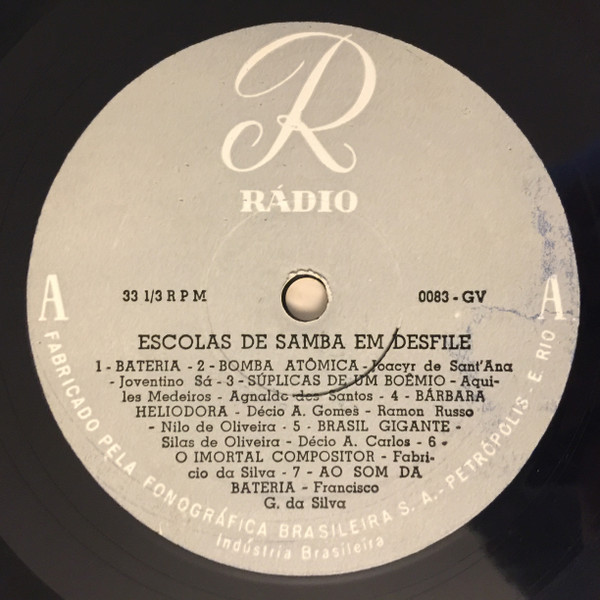 R
RÁDIO
A
A
33 1/3 R P M
0083 - GV
ESCOLAS DE SAMBA EM DESFILE
1 - BATERIA - 2 - BOMBA ATÔMICA - Joacyr de Sant'Ana
- Joventino Sá - 3 - SÚPLICAS DE UM BOÊMIO - Aqui-
les Medeiros - Agnaldo dos Santos - 4 - BÁRBARA
HELIODORA - Décio A. Gomes - Ramon Russo
- Nilo de Oliveira - 5 - BRASIL GIGANTE -
Silas de Oliveira - Décio A. Carlos - 6 -
O IMORTAL COMPOSITOR - Fabri-
cio da Silva - 7 - AO SOM DA
BATERIA - Francisco
G. da Silva
FABRICADO PELA FONOGRÁFICA BRASILEIRA S. A. - PETRÓPOLIS - E. RIO
Indústria Brasileira